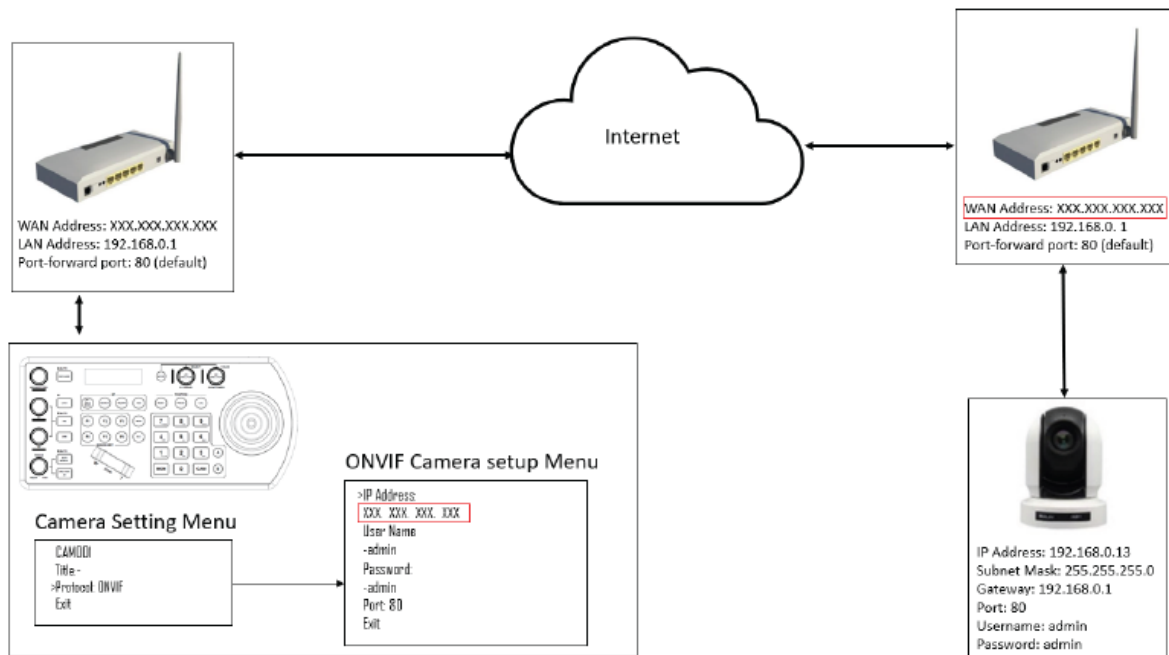 Internet
WAN Address: XXX.XXX.XXX.XXX
LAN Address: 192.168.0.1
Port-forward port: 80 (default)
WAN Address: XXX.XXX.XXX.XXX
LAN Address: 192.168.0. 1
Port-forward port: 80 (default)
ONVIF Camera setup Menu
>IP Address:
XXX. XXX. XXX. XXX
User Name
-admin
Password:
-admin
Port: 80
Exit
Camera Setting Menu
CAM001
Title:-
>Protocol: ONVIF
Exit
IP Address: 192.168.0.13
Subnet Mask: 255.255.255.0
Gateway: 192.168.0.1
Port: 80
Username: admin
Password: admin